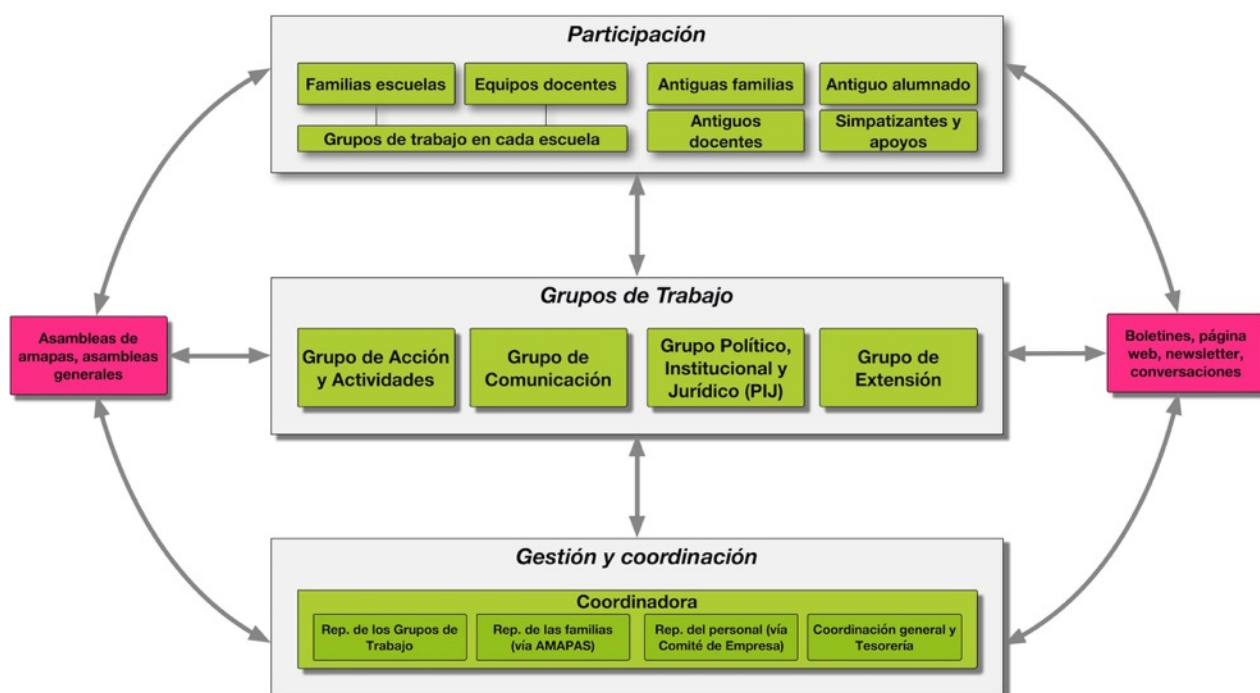 Participación
Familias escuelas
Equipos docentes
Antiguas familias
Antiguo alumnado
Grupos de trabajo en cada escuela
Antiguos
docentes
Simpatizantes y
apoyos
Grupos de Trabajo
Asambleas de
amapas, asambleas
generales
Grupo de Acción
y Actividades
Grupo de
Comunicación
Grupo Político,
Institucional y
Jurídico (PIJ)
Grupo de
Extensión
Boletines, página
web, newsletter,
conversaciones
Gestión y coordinación
Coordinadora
Rep. de los Grupos de
Trabajo
Rep. de las familias
(vía AMAPAS)
Rep. del personal (vía
Comité de Empresa)
Coordinación general y
Tesorería